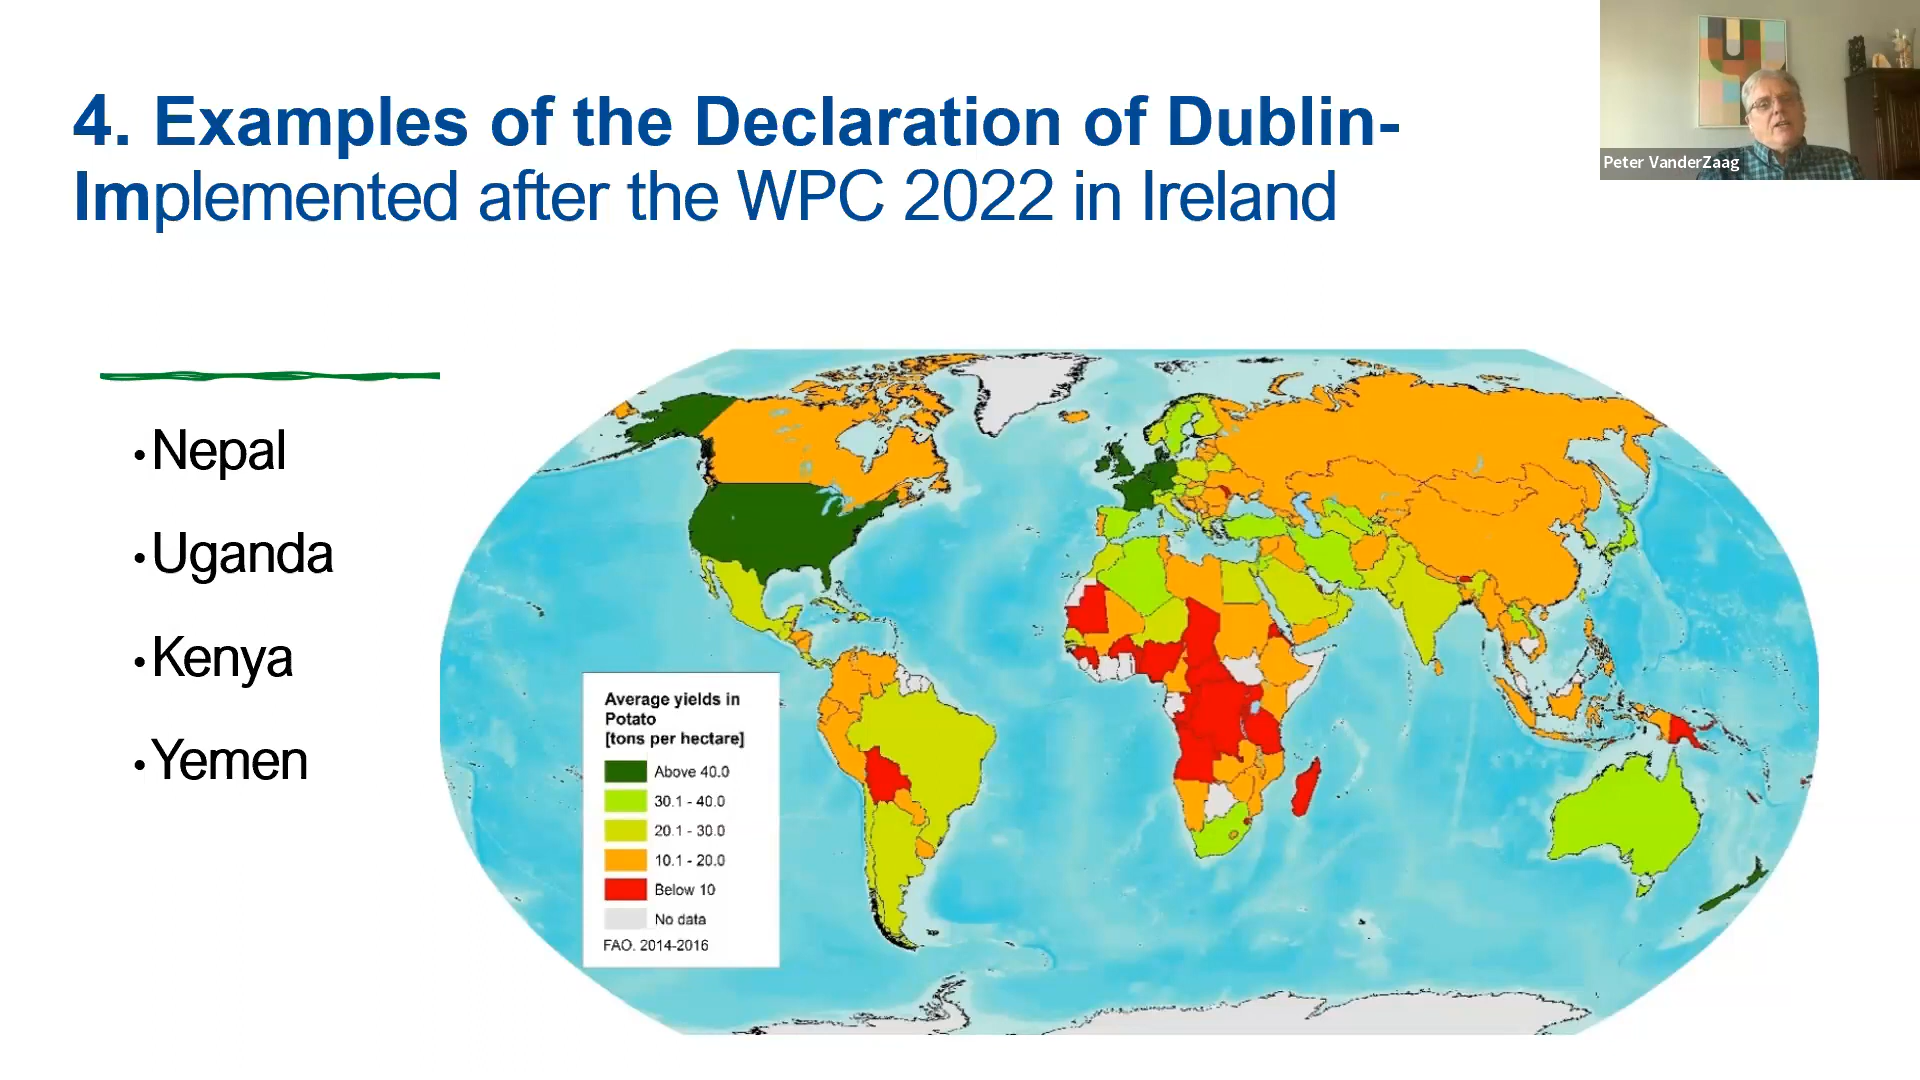 4. Examples of the Declaration of Dublin-
Implemented after the WPC 2022 in Ireland
Peter VanderZaag
•Nepal
•Uganda
•Kenya
•Yemen
Average yields in
Potato
[tons per hectare]
Above 40.0
30.1 - 40.0
20.1 - 30.0
10.1 - 20.0
Below 10
No data
FAO. 2014-2016